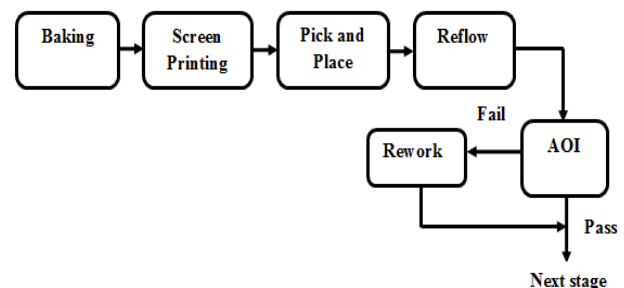 Baking
Screen
Printing
Pick and
Place
Reflow
Fail
Rework
AOI
Pass
Next stage